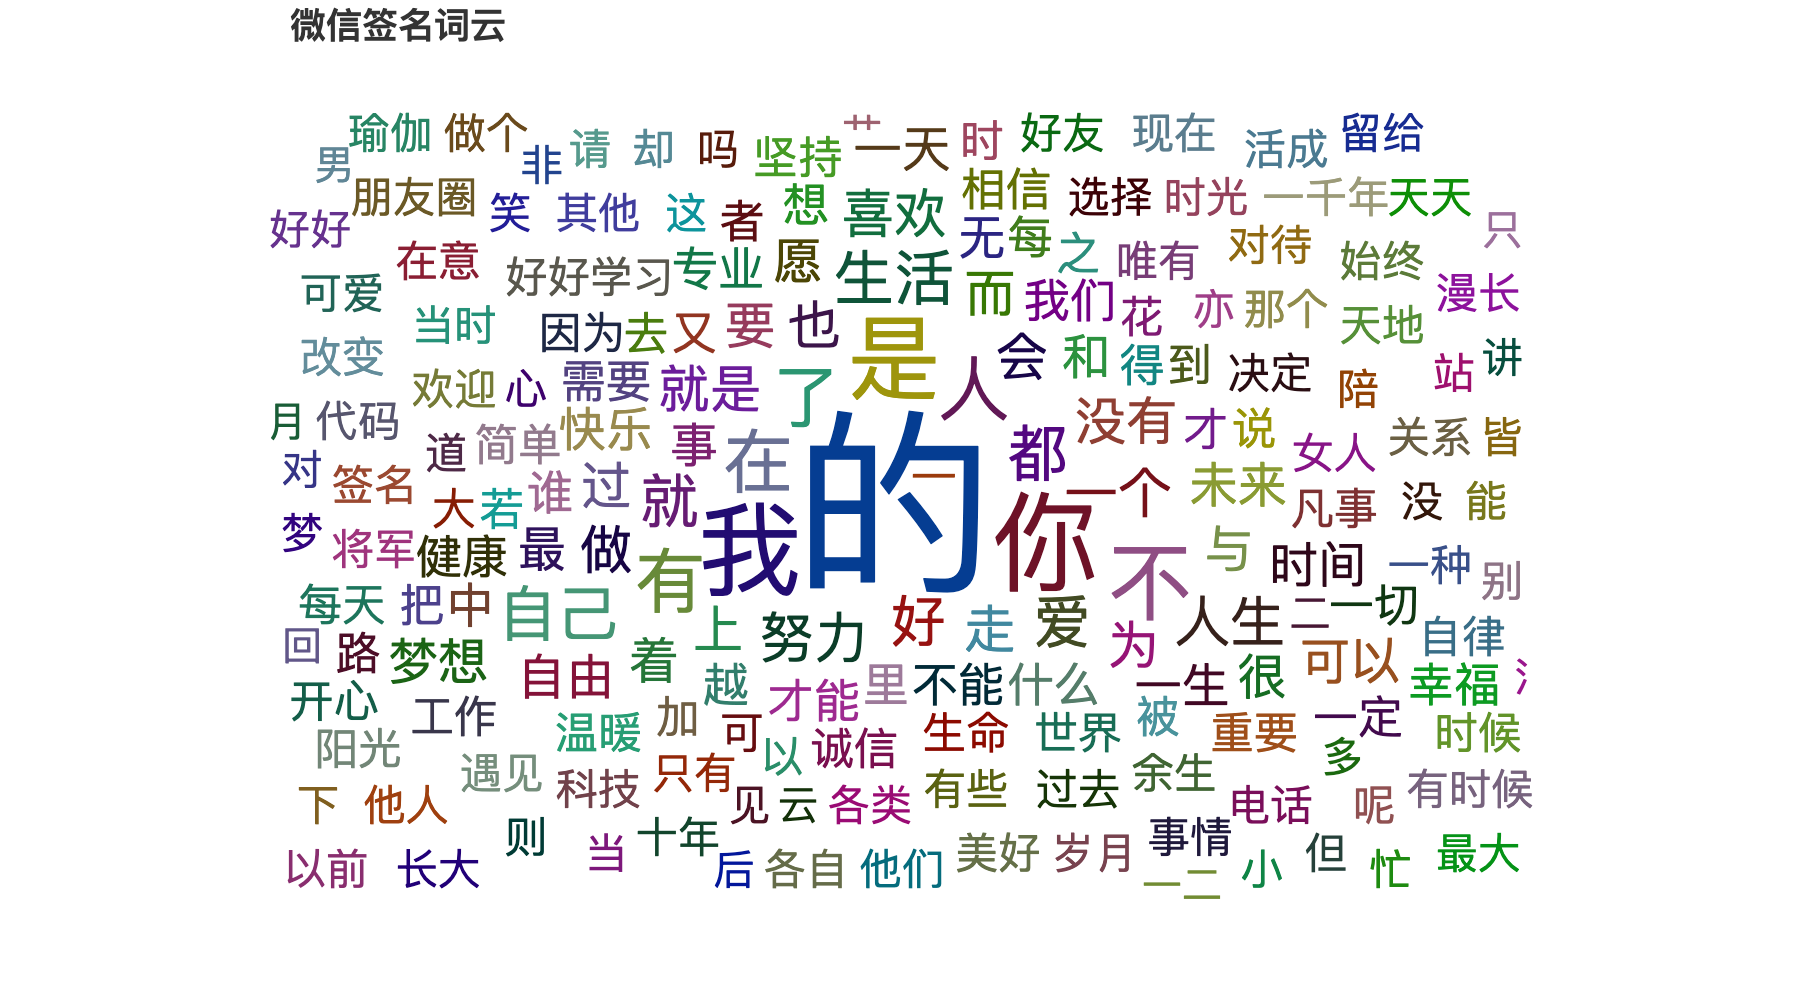 微信签名词云
瑜伽 做个 非 请 却 吗 坚持 艹 一天 时 好友 现在 活成 留给
男 朋友圈 笑 其他 这 者 想 喜欢 相信 选择 时光 一千年 天天
好好 在意 好好学习 专业 愿 生活 无 每 之 唯有 对待 始终 只
可爱 当时 因为 去 又 要 也 而 我们 花 亦 那个 天地 漫长
改变 欢迎 心 需要 就是 了 是 人 会 和 得 到 决定 陪 站 讲
月 代码 道 简单 快乐 事 在 的 一 都 没有 才 说 女人 关系 皆
对 签名 大 若 谁 过 就 我 你 一个 未来 凡事 没 能
梦 将军 健康 最 做 有 不 与 时间 一种 别
每天 把 中 自己 上 努力 好 走 爱 为 人生 二 一切 自律
回 路 梦想 自由 着 越 才能 里 不能 什么 一生 很 可以 幸福 氵
开心 工作 温暖 加 可 以 诚信 生命 世界 被 重要 一定 时候
阳光 遇见 科技 只有 见 云 各类 有些 过去 余生 多 有时候
下 他人 则 当 十年 电话 呢
以前 长大 后 各自 他们 美好 岁月 事情 一二 小 但 忙 最大